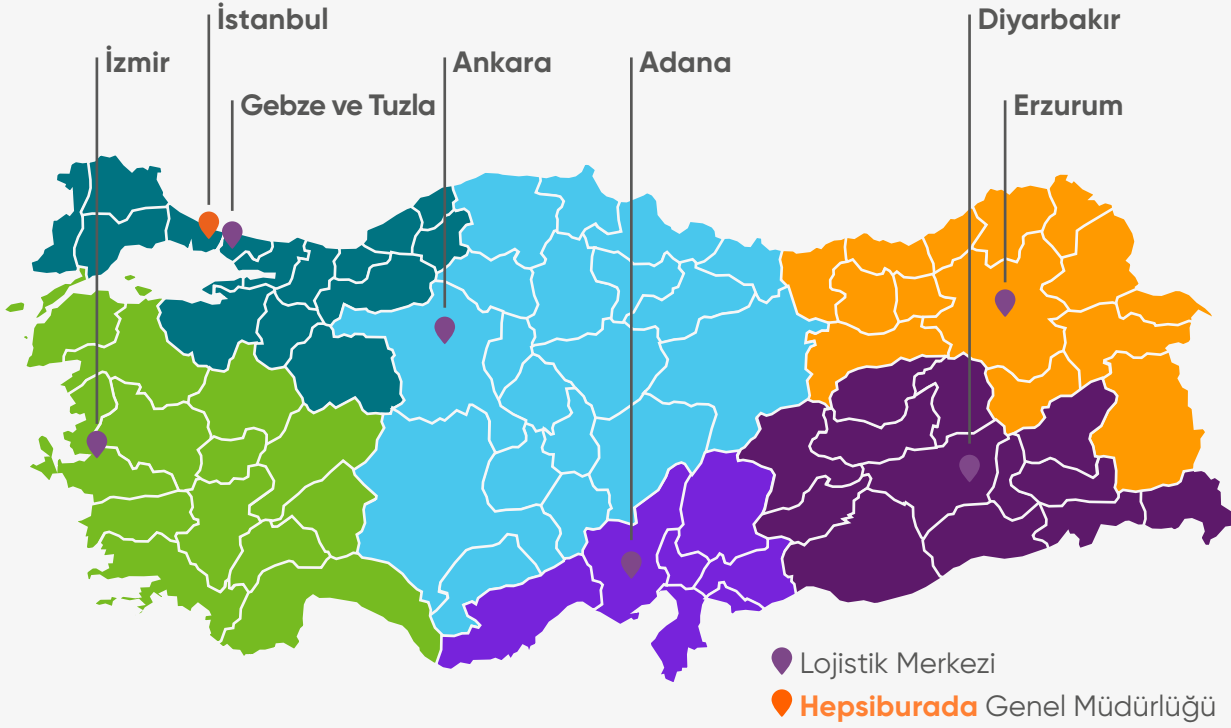 İstanbul
Diyarbakır
İzmir
Ankara
Adana
Gebze ve Tuzla
Erzurum
Lojistik Merkezi
Hepsiburada Genel Müdürlüğü